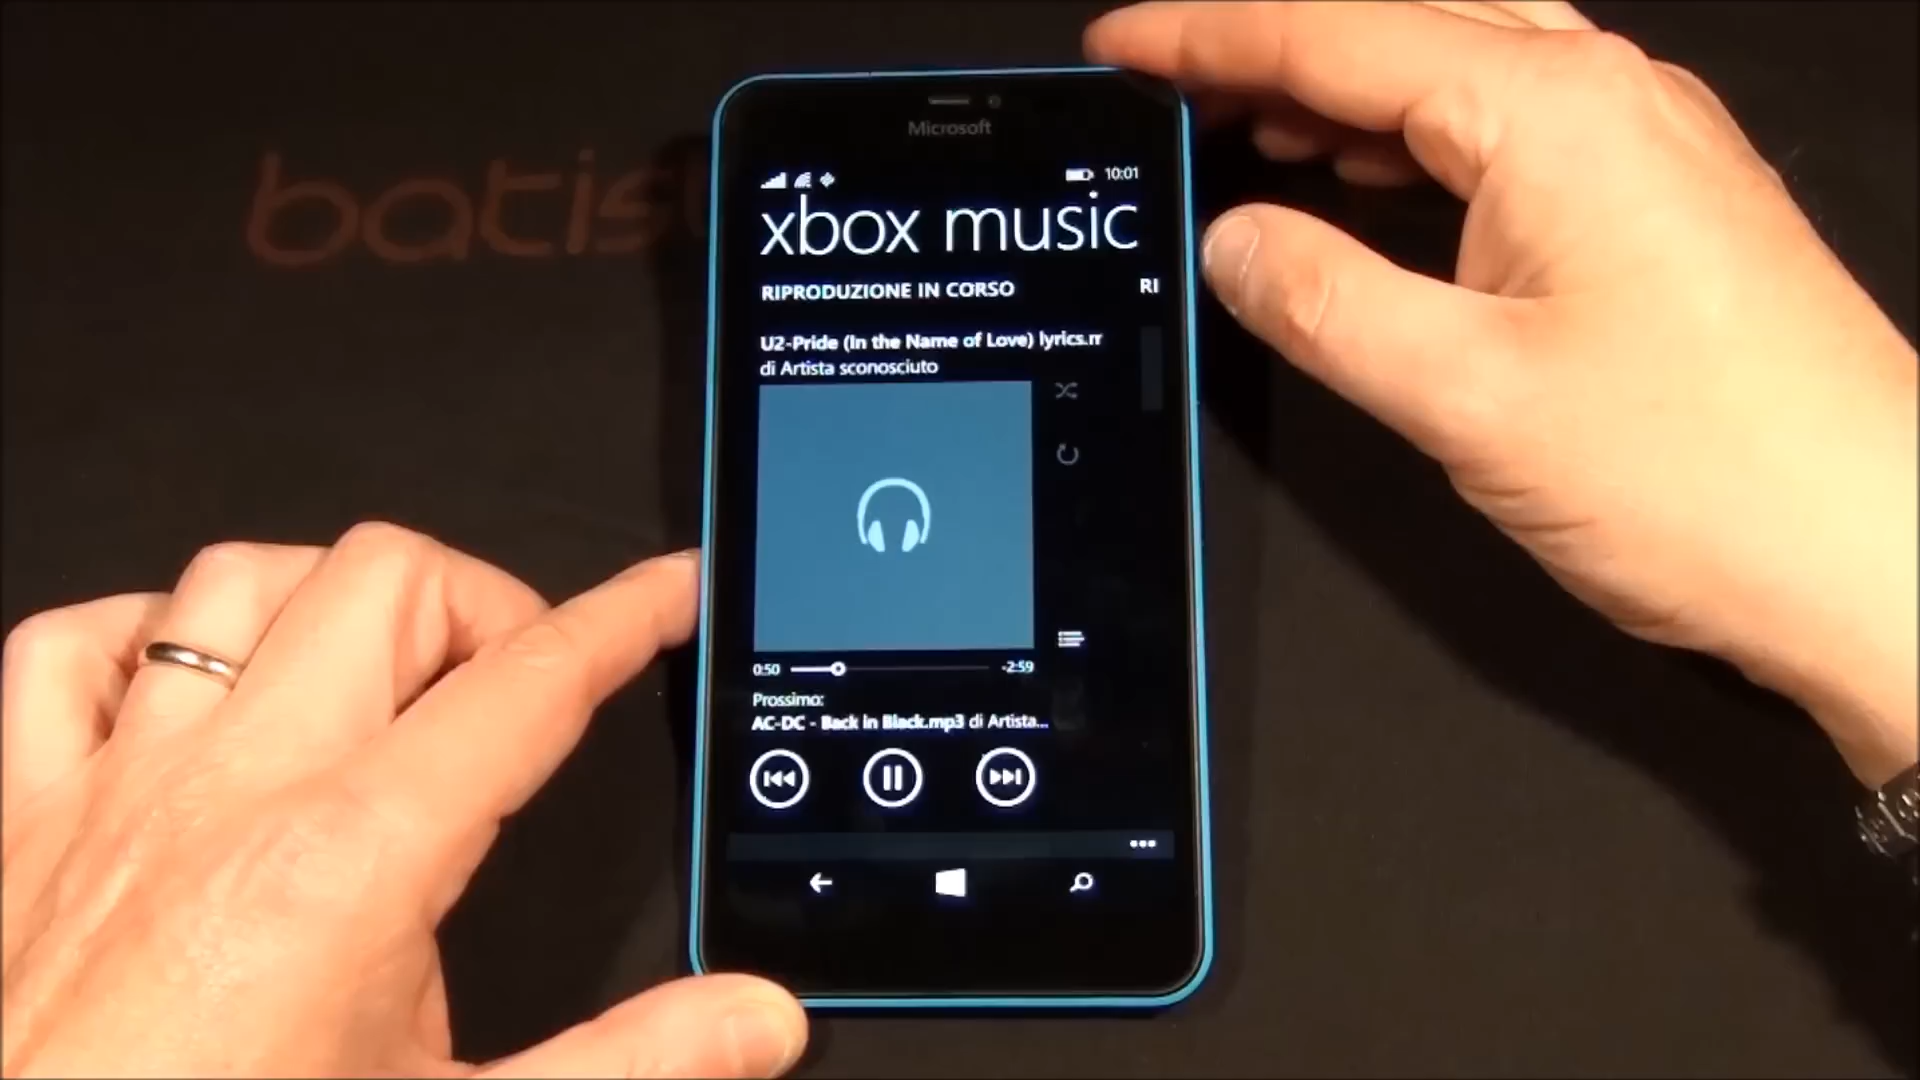 batis
Microsoft
10:01
xbox music
RIPRODUZIONE IN CORSO RI
U2-Pride (In the Name of Love) lyrics.m
di Artista sconosciuto
0:50 -2:59
Prossimo:
AC-DC - Back in Black.mp3 di Artista...